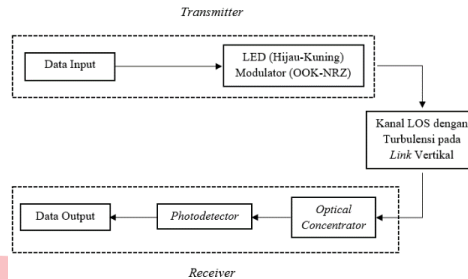 Transmitter
Data Input
LED (Hijau-Kuning)
Modulator (OOK-NRZ)
Kanal LOS dengan
Turbulensi pada
Link Vertikal
Data Output
Photodetector
Optical
Concentrator
Receiver